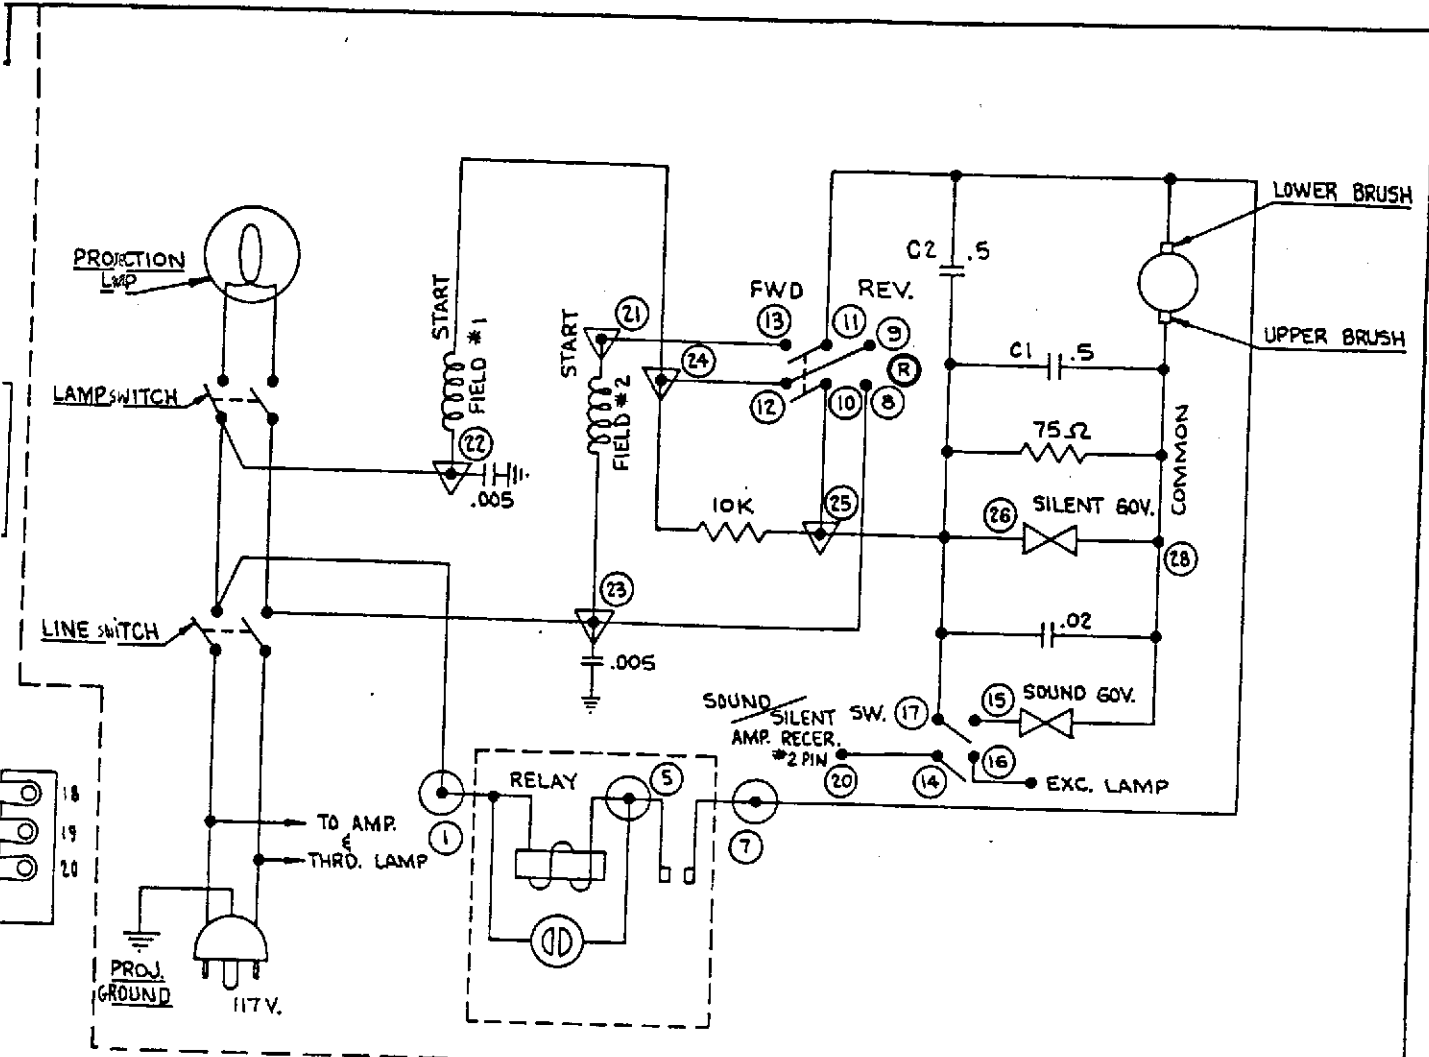 LOWER BRUSH
C2 .5
PROJECTION
LAMP
START
FIELD #1
START
FIELD #2
FWD
REV.
21
13
11
9
UPPER BRUSH
C1 .5
24
R
LAMP SWITCH
12
10
8
22
75Ω
COMMON
.005
10K
25
26
SILENT GOV.
28
23
LINE SWITCH
.02
.005
SOUND/
SILENT
SW.
17
15
SOUND GOV.
AMP. RECER.
#2 PIN
20
14
16
EXC. LAMP
RELAY
5
18
19
20
TO AMP.
&
THRD. LAMP
1
7
PROJ.
GROUND
117 V.